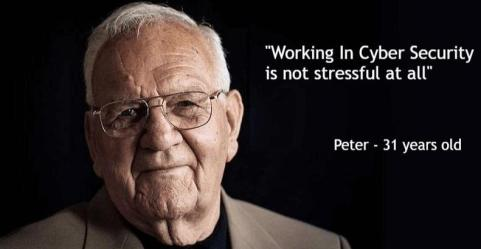 "Working In Cyber Security
is not stressful at all"
Peter - 31 years old